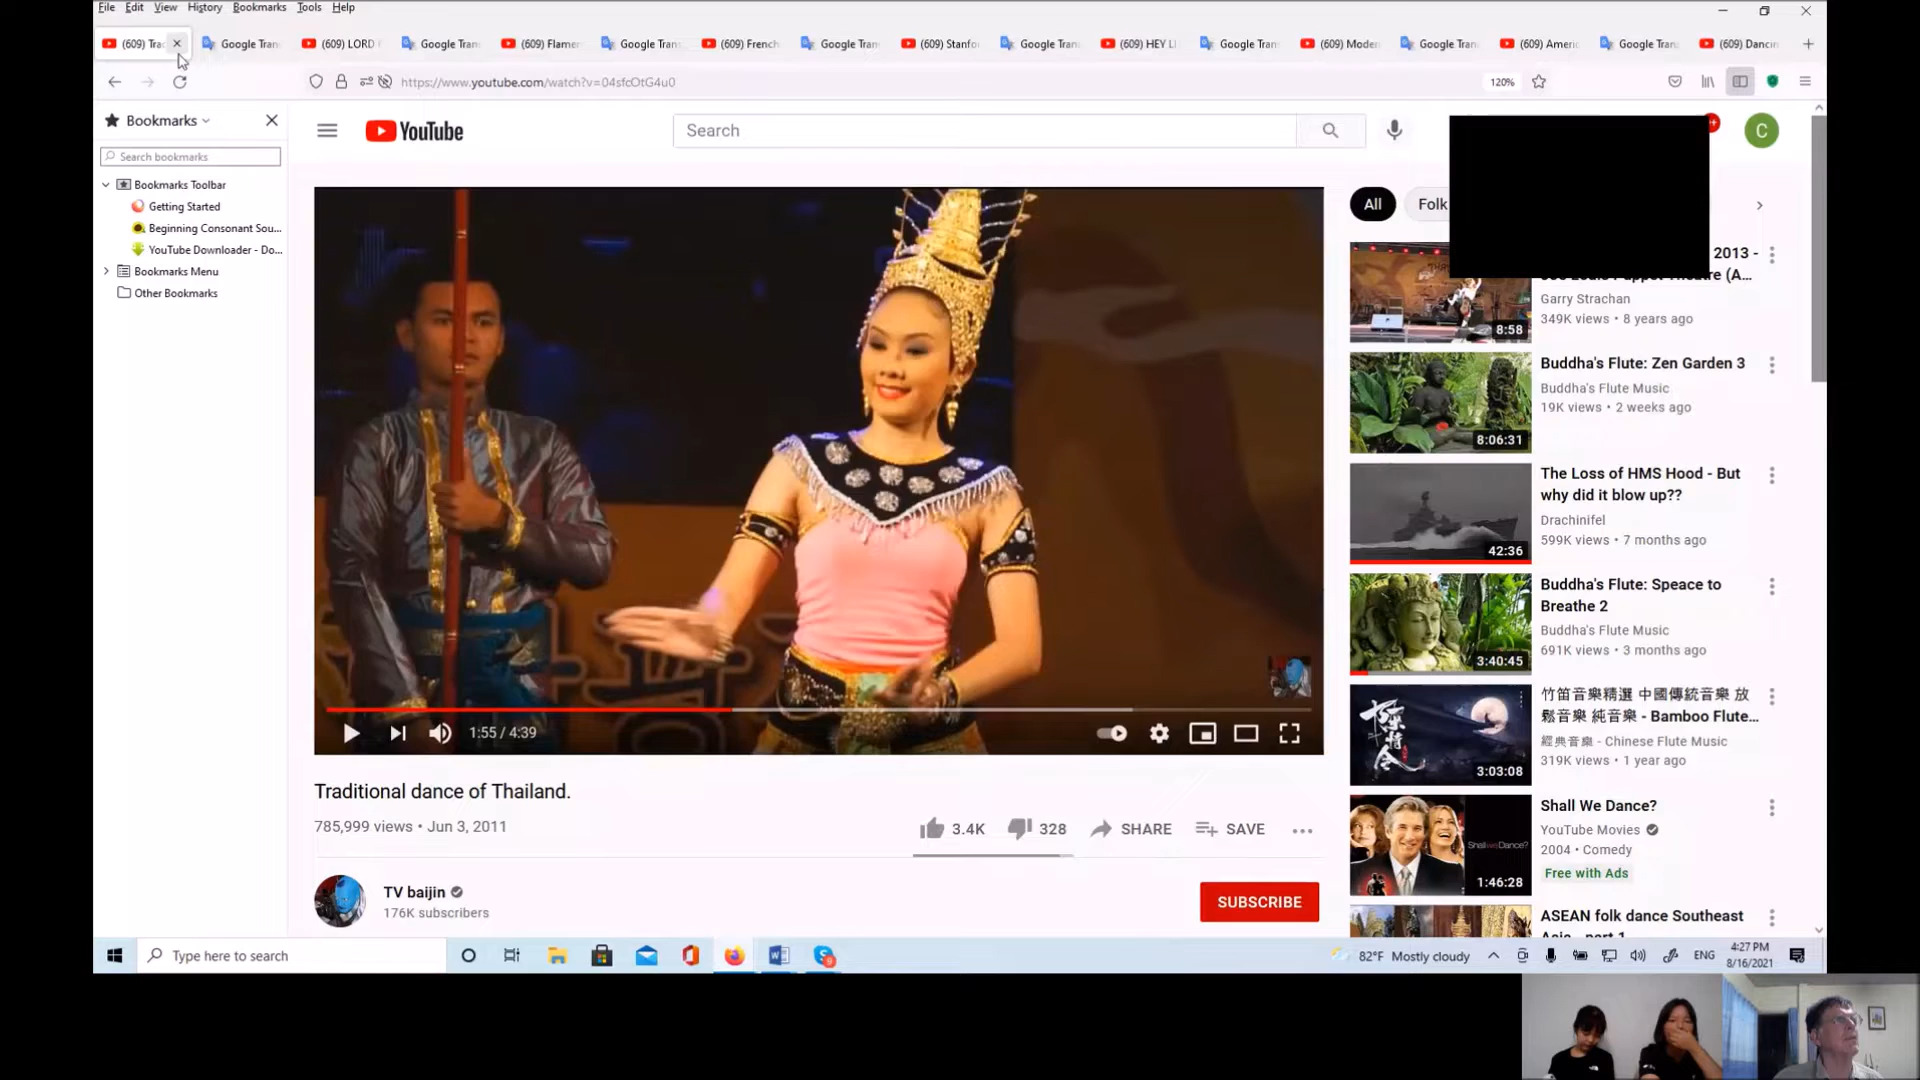 File Edit View History Bookmarks Tools Help
(609) Trac Google Tran (609) LORD Google Tran (609) Flamen Google Tran (609) French Google Tran (609) Stanfo Google Tran (609) HEY L Google Tran (609) Moder Google Tran (609) Ameri Google Tran (609) Dancin
https://www.youtube.com/watch?v=04sfcOtG4u0 120%
Bookmarks
Search bookmarks
Bookmarks Toolbar
Getting Started
Beginning Consonant Sou...
YouTube Downloader - Do...
Bookmarks Menu
Other Bookmarks
YouTube
Search
C
1:55 / 4:39
Traditional dance of Thailand.
785,999 views • Jun 3, 2011
3.4K 328 SHARE SAVE
TV baijin
176K subscribers
SUBSCRIBE
All Folk
2013 -
(A...
Garry Strachan
349K views • 8 years ago
8:58
Buddha's Flute: Zen Garden 3
Buddha's Flute Music
19K views • 2 weeks ago
8:06:31
The Loss of HMS Hood - But
why did it blow up??
Drachinifel
599K views • 7 months ago
42:36
Buddha's Flute: Speace to
Breathe 2
Buddha's Flute Music
691K views • 3 months ago
3:40:45
竹笛音樂精選 中國傳統音樂 放
鬆音樂 純音樂 - Bamboo Flute...
經典音樂 - Chinese Flute Music
319K views • 1 year ago
3:03:08
Shall We Dance?
YouTube Movies
2004 • Comedy
Free with Ads
Shall we Dance?
1:46:28
ASEAN folk dance Southeast
Type here to search
82°F Mostly cloudy
ENG
4:27 PM
8/16/2021